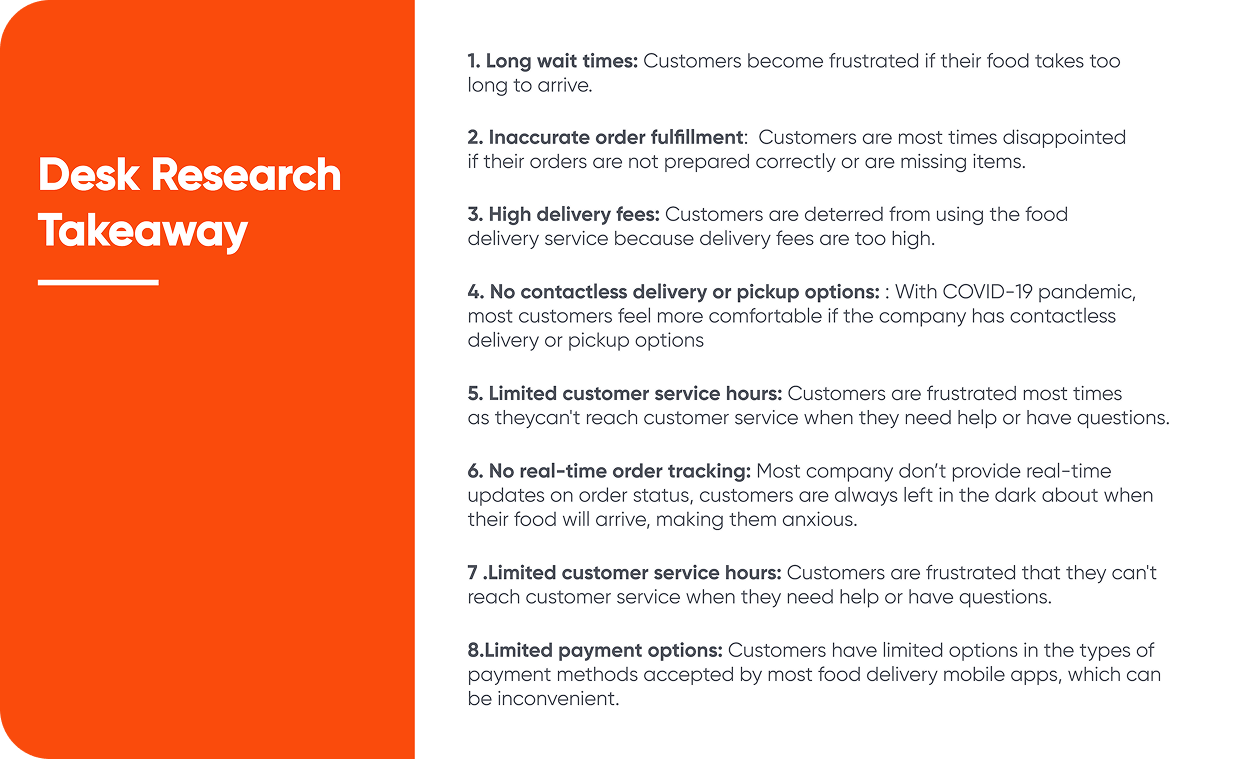 Desk Research
Takeaway
1. Long wait times: Customers become frustrated if their food takes too
long to arrive.
2. Inaccurate order fulfillment:  Customers are most times disappointed
if their orders are not prepared correctly or are missing items.
3. High delivery fees: Customers are deterred from using the food
delivery service because delivery fees are too high.
4. No contactless delivery or pickup options: : With COVID-19 pandemic,
most customers feel more comfortable if the company has contactless
delivery or pickup options
5. Limited customer service hours: Customers are frustrated most times
as theycan't reach customer service when they need help or have questions.
6. No real-time order tracking: Most company don’t provide real-time
updates on order status, customers are always left in the dark about when
their food will arrive, making them anxious.
7 .Limited customer service hours: Customers are frustrated that they can't
reach customer service when they need help or have questions.
8.Limited payment options: Customers have limited options in the types of
payment methods accepted by most food delivery mobile apps, which can
be inconvenient.